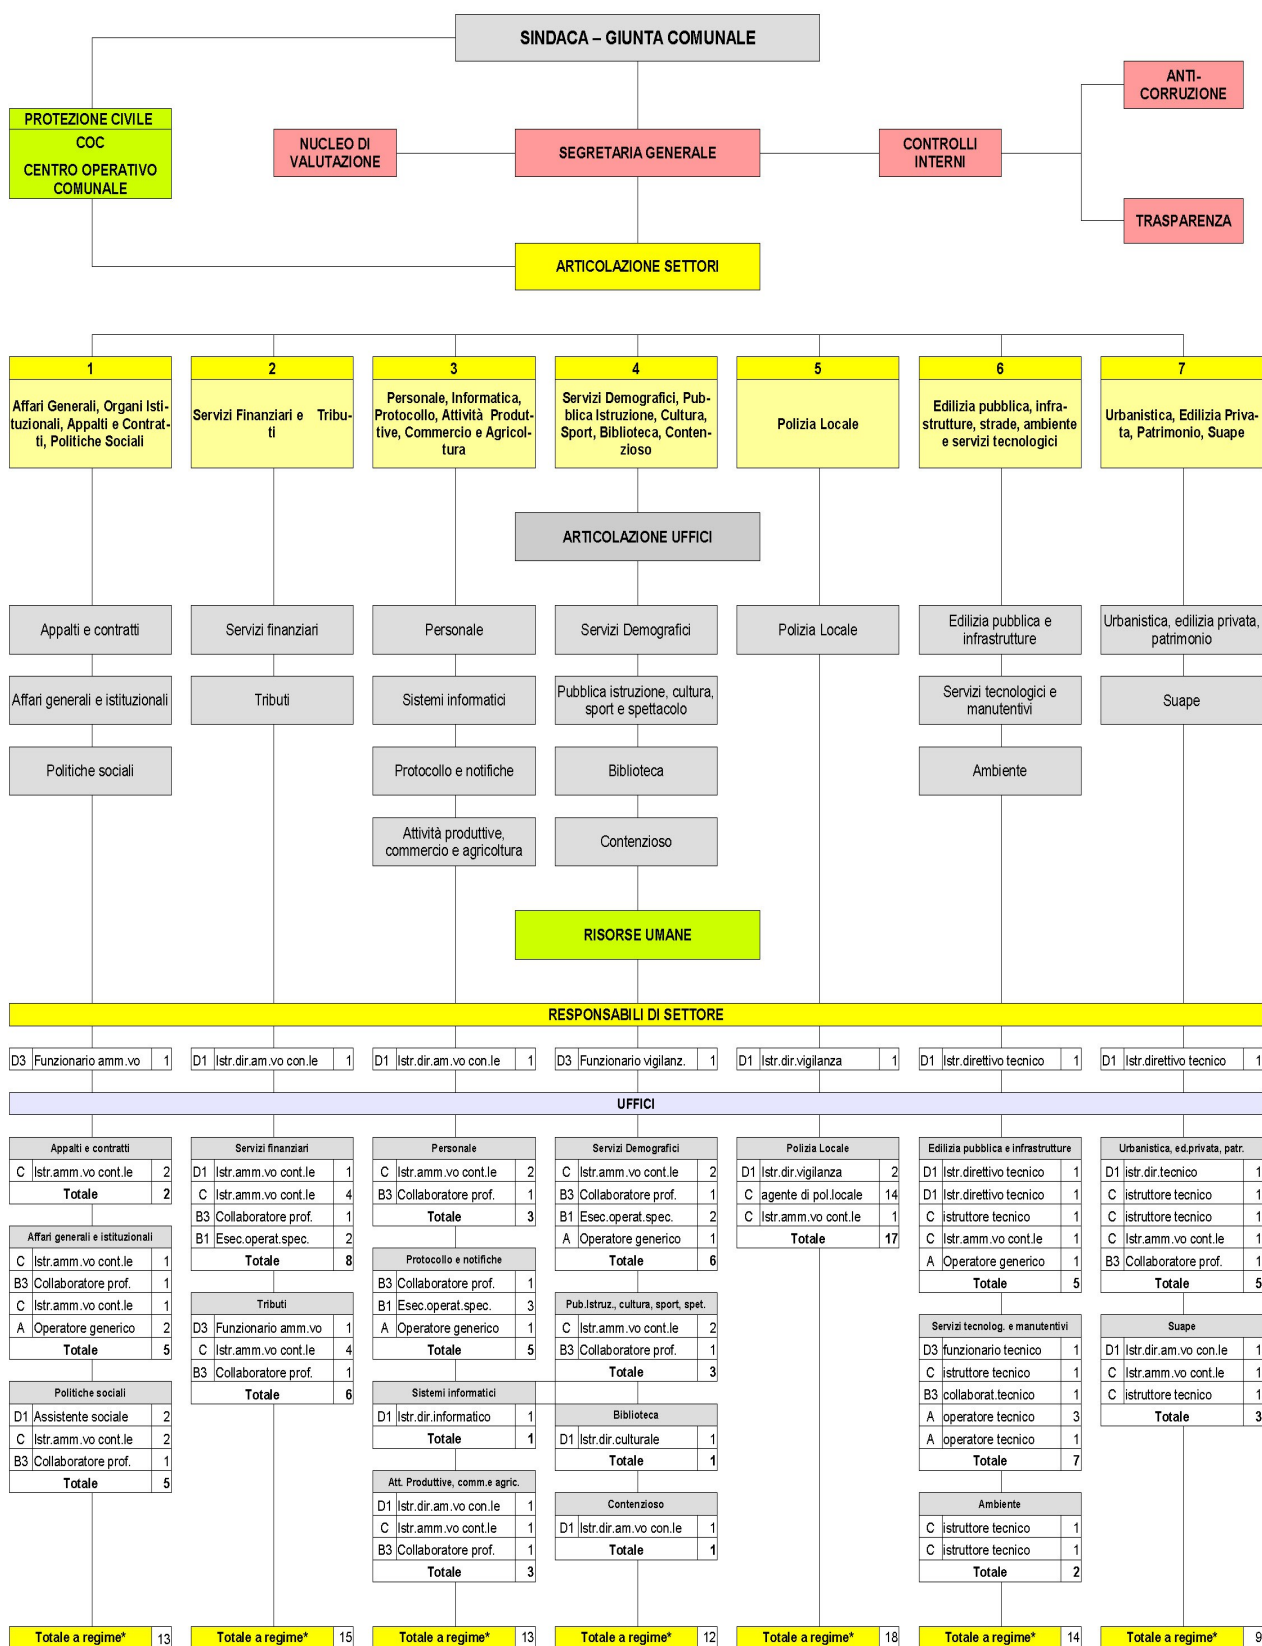 SINDACA – GIUNTA COMUNALE
ANTI-
CORRUZIONE
PROTEZIONE CIVILE
COC
CENTRO OPERATIVO
COMUNALE
NUCLEO DI
VALUTAZIONE
SEGRETARIA GENERALE
CONTROLLI
INTERNI
TRASPARENZA
ARTICOLAZIONE SETTORI
1
Affari Generali, Organi Isti-
tuzionali, Appalti e Contrat-
ti, Politiche Sociali
2
Servizi Finanziari e Tribu-
ti
3
Personale, Informatica,
Protocollo, Attività Produt-
tive, Commercio e Agricol-
tura
4
Servizi Demografici, Pub-
blica Istruzione, Cultura,
Sport, Biblioteca, Conten-
zioso
5
Polizia Locale
6
Edilizia pubblica, infra-
strutture, strade, ambiente
e servizi tecnologici
7
Urbanistica, Edilizia Priva-
ta, Patrimonio, Suape
ARTICOLAZIONE UFFICI
Appalti e contratti
Servizi finanziari
Personale
Servizi Demografici
Polizia Locale
Edilizia pubblica e
infrastrutture
Urbanistica, edilizia privata,
patrimonio
Affari generali e istituzionali
Tributi
Sistemi informatici
Pubblica istruzione, cultura,
sport e spettacolo
Servizi tecnologici e
manutentivi
Suape
Politiche sociali
Protocollo e notifiche
Biblioteca
Ambiente
Attività produttive,
commercio e agricoltura
Contenzioso
RISORSE UMANE
RESPONSABILI DI SETTORE
D3 Funzionario amm.vo 1
D1 Istr.dir.am.vo con.le 1
D1 Istr.dir.am.vo con.le 1
D3 Funzionario vigilanz. 1
D1 Istr.dir.vigilanza 1
D1 Istr.direttivo tecnico 1
D1 Istr.direttivo tecnico 1
UFFICI
Appalti e contratti
C Istr.amm.vo cont.le 2
Totale 2
Affari generali e istituzionali
C Istr.amm.vo cont.le 1
B3 Collaboratore prof. 1
C Istr.amm.vo cont.le 1
A Operatore generico 2
Totale 5
Politiche sociali
D1 Assistente sociale 2
C Istr.amm.vo cont.le 2
B3 Collaboratore prof. 1
Totale 5
Servizi finanziari
D1 Istr.amm.vo cont.le 1
C Istr.amm.vo cont.le 4
B3 Collaboratore prof. 1
B1 Esec.operat.spec. 2
Totale 8
Tributi
D3 Funzionario amm.vo 1
C Istr.amm.vo cont.le 4
B3 Collaboratore prof. 1
Totale 6
Personale
C Istr.amm.vo cont.le 2
B3 Collaboratore prof. 1
Totale 3
Protocollo e notifiche
B3 Collaboratore prof. 1
B1 Esec.operat.spec. 3
A Operatore generico 1
Totale 5
Sistemi informatici
D1 Istr.dir.informatico 1
Totale 1
Att. Produttive, comm.e agric.
D1 Istr.dir.am.vo con.le 1
C Istr.amm.vo cont.le 1
B3 Collaboratore prof. 1
Totale 3
Servizi Demografici
C Istr.amm.vo cont.le 2
B3 Collaboratore prof. 1
B1 Esec.operat.spec. 2
A Operatore generico 1
Totale 6
Pub.Istruz., cultura, sport, spet.
C Istr.amm.vo cont.le 2
B3 Collaboratore prof. 1
Totale 3
Biblioteca
D1 Istr.dir.culturale 1
Totale 1
Contenzioso
D1 Istr.dir.am.vo con.le 1
Totale 1
Polizia Locale
D1 Istr.dir.vigilanza 2
C agente di pol.locale 14
C Istr.amm.vo cont.le 1
Totale 17
Edilizia pubblica e infrastrutture
D1 Istr.direttivo tecnico 1
D1 Istr.direttivo tecnico 1
C istruttore tecnico 1
C Istr.amm.vo cont.le 1
A Operatore generico 1
Totale 5
Servizi tecnolog. e manutentivi
D3 funzionario tecnico 1
C istruttore tecnico 1
B3 collaborat.tecnico 1
A operatore tecnico 3
A operatore tecnico 1
Totale 7
Ambiente
C istruttore tecnico 1
C istruttore tecnico 1
Totale 2
Urbanistica, ed.privata, patr.
D1 istr.dir.tecnico 1
C istruttore tecnico 1
C istruttore tecnico 1
C Istr.amm.vo cont.le 1
B3 Collaboratore prof. 1
Totale 5
Suape
D1 Istr.dir.am.vo con.le 1
C Istr.amm.vo cont.le 1
C istruttore tecnico 1
Totale 3
Totale a regime* 13
Totale a regime* 15
Totale a regime* 13
Totale a regime* 12
Totale a regime* 18
Totale a regime* 14
Totale a regime* 9